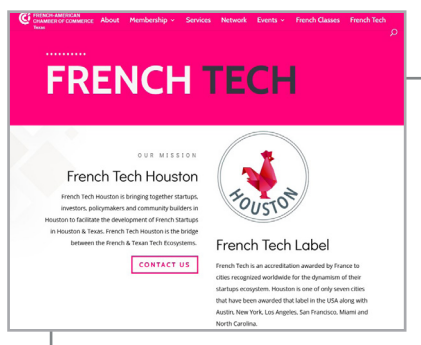 FRENCH-AMERICAN
CHAMBER OF COMMERCE
Texas
About Membership Services Network Events French Classes French Tech
FRENCH TECH
OUR MISSION
French Tech Houston
French Tech Houston is bringing together startups,
investors, policymakers and community builders in
Houston to facilitate the development of French Startups
in Houston & Texas. French Tech Houston is the bridge
between the French & Texan Tech Ecosystems.
CONTACT US
HOUSTON
French Tech Label
French Tech is an accreditation awarded by France to
cities recognized worldwide for the dynamism of their
startups ecosystem. Houston is one of only seven cities
that have been awarded that label in the USA along with
Austin, New York, Los Angeles, San Francisco, Miami and
North Carolina.